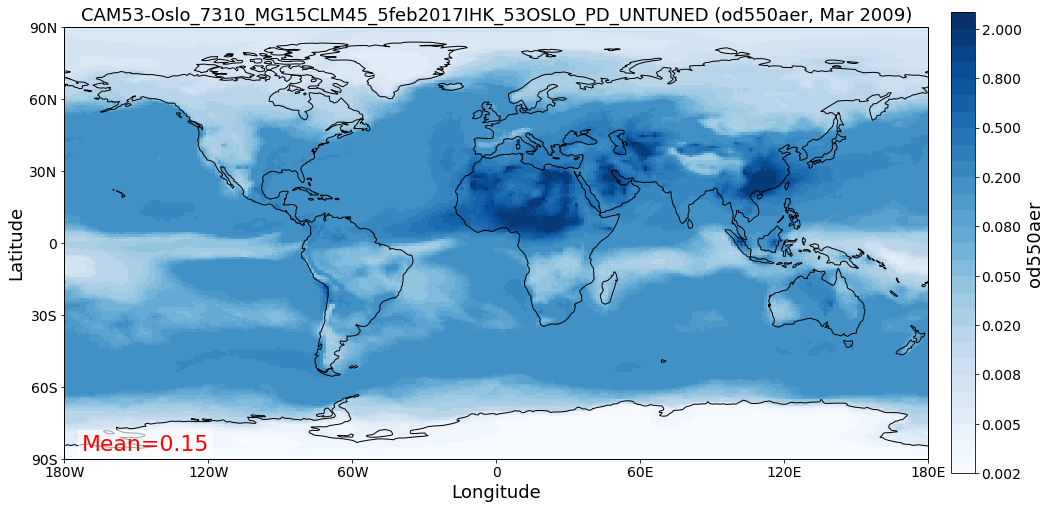 CAM53-Oslo_7310_MG15CLM45_5feb2017IHK_53OSLO_PD_UNTUNED (od550aer, Mar 2009)
90N
60N
30N
0
30S
60S
90S
Latitude
180W
120W
60W
0
60E
120E
180E
Longitude
Mean=0.15
2.000
0.800
0.500
0.200
0.080
0.050
0.020
0.008
0.005
0.002
od550aer